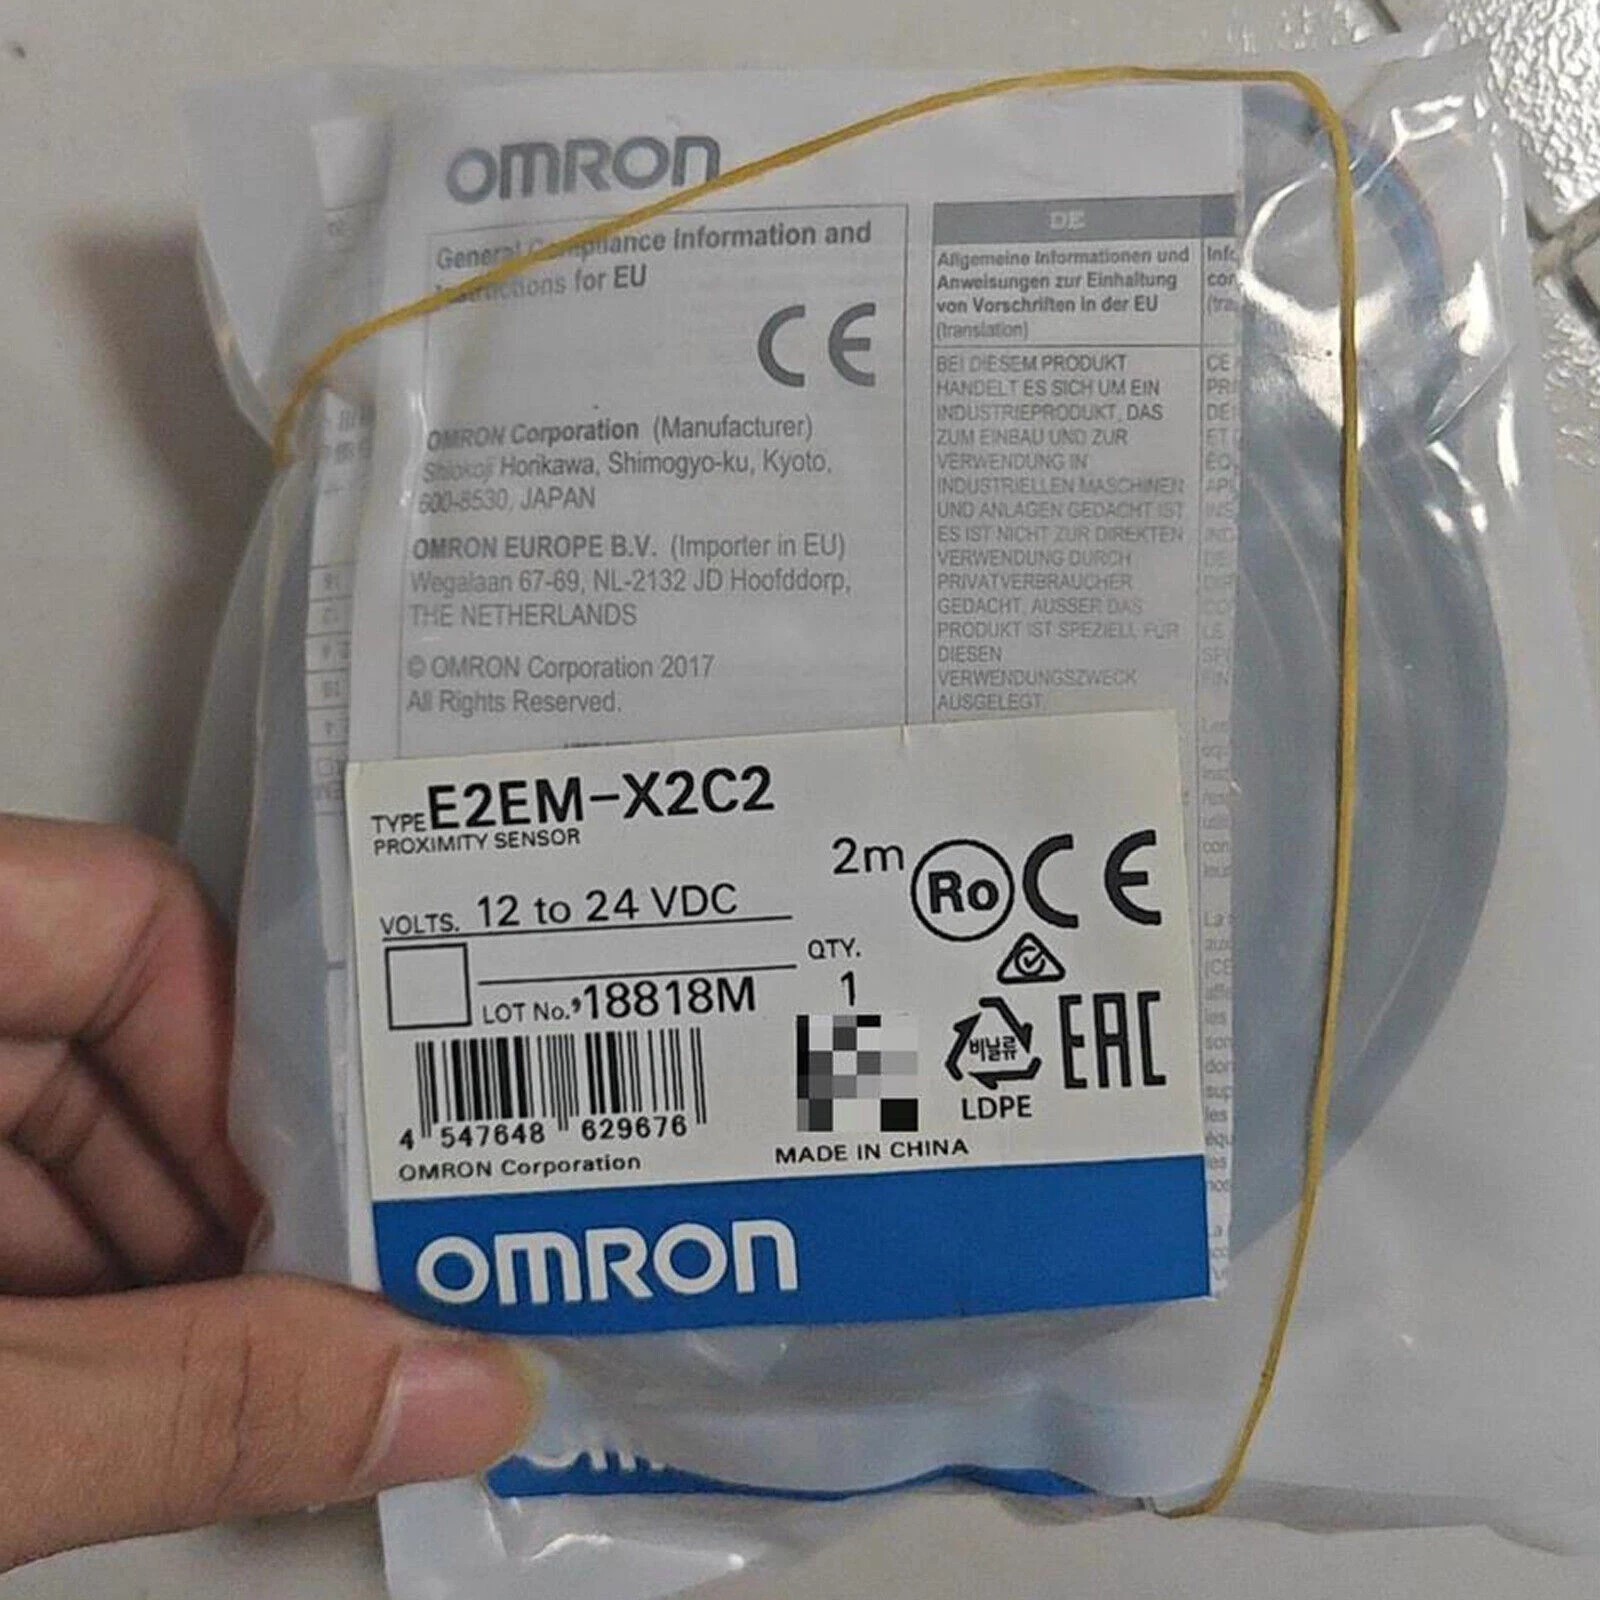 OMRON
General Compliance Information and
Instructions for EU
CE
OMRON Corporation (Manufacturer)
Shiokoji Horikawa, Shimogyo-ku, Kyoto,
600-8530, JAPAN
OMRON EUROPE B.V. (Importer in EU)
Wegalaan 67-69, NL-2132 JD Hoofddorp,
THE NETHERLANDS
© OMRON Corporation 2017
All Rights Reserved.
DE
Allgemeine Informationen und
Anweisungen zur Einhaltung
von Vorschriften in der EU
(translation)
BEI DIESEM PRODUKT
HANDELT ES SICH UM EIN
INDUSTRIEPRODUKT, DAS
ZUM EINBAU UND ZUR
VERWENDUNG IN
INDUSTRIELLEN MASCHINEN
UND ANLAGEN GEDACHT IST
ES IST NICHT ZUR DIREKTEN
VERWENDUNG DURCH
PRIVATVERBRAUCHER
GEDACHT, AUSSER DAS
PRODUKT IST SPEZIELL FÜR
DIESEN
VERWENDUNGSZWECK
AUSGELEGT
TYPE E2EM-X2C2
PROXIMITY SENSOR
2m Ro CE
VOLTS. 12 to 24 VDC
QTY.
1
LOT No.,18818M
비닐류
LDPE
EAC
4 547648 629676
OMRON Corporation
MADE IN CHINA
OMRON